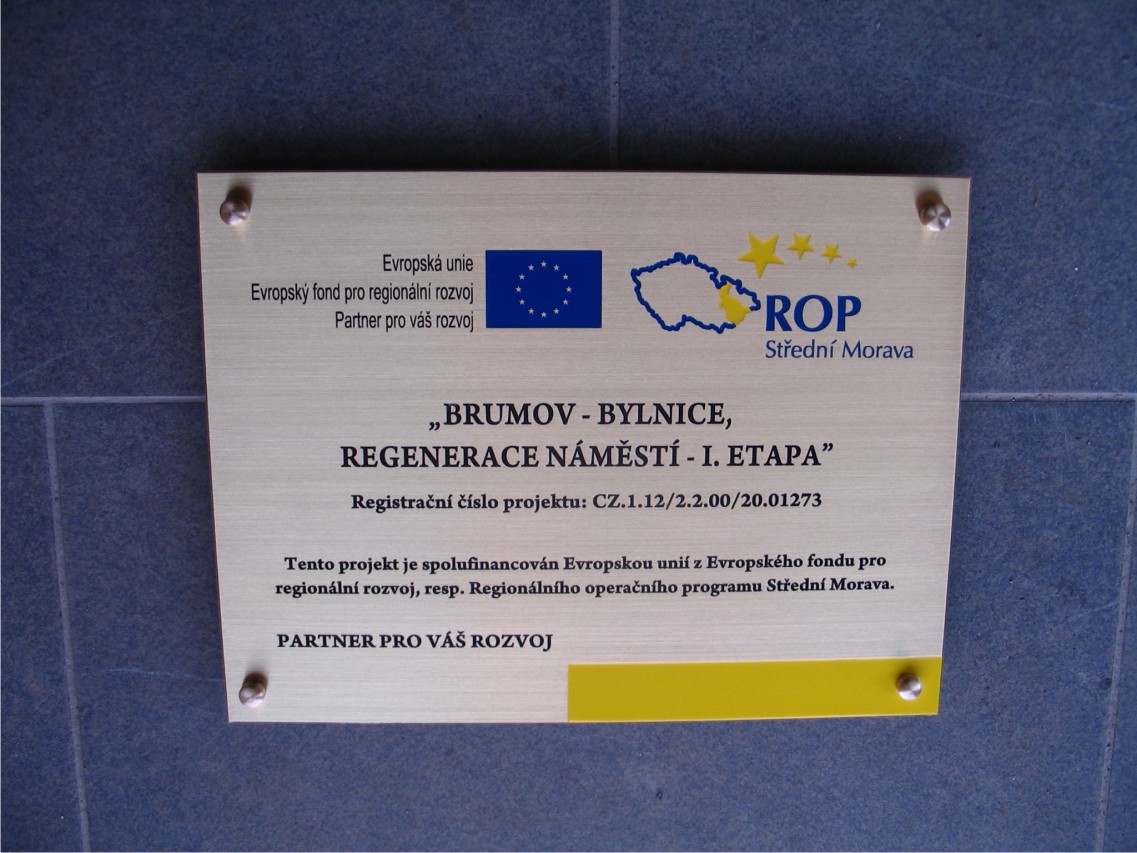 Evropská unie
Evropský fond pro regionální rozvoj
Partner pro váš rozvoj
ROP
Střední Morava
„BRUMOV - BYLNICE,
REGENERACE NÁMĚSTÍ - I. ETAPA”
Registrační číslo projektu: CZ.1.12/2.2.00/20.01273
Tento projekt je spolufinancován Evropskou unií z Evropského fondu pro
regionální rozvoj, resp. Regionálního operačního programu Střední Morava.
PARTNER PRO VÁŠ ROZVOJ